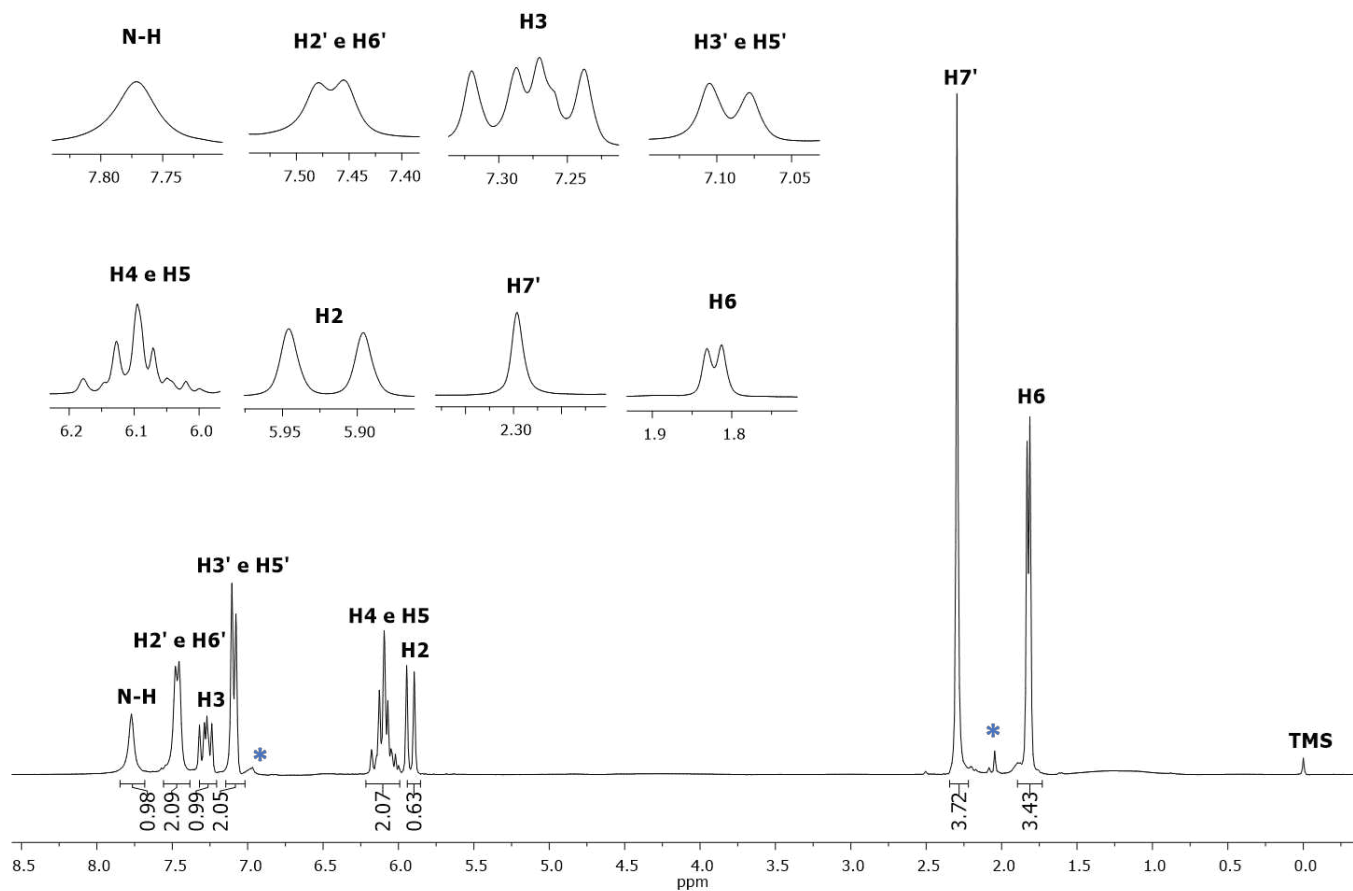 N-H
H2' e H6'
H3
H3' e H5'
7.80 7.75
7.50 7.45 7.40
7.30 7.25
7.10 7.05
H4 e H5
H2
H7'
H6
6.2 6.1 6.0
5.95 5.90
2.30
1.9 1.8
H7'
H6
H3' e H5'
H4 e H5
H2' e H6'
H2
N-H
H3
*
*
TMS
0.98
2.09
0.99
2.05
2.07
0.63
3.72
3.43
8.5 8.0 7.5 7.0 6.5 6.0 5.5 5.0 4.5 4.0 3.5 3.0 2.5 2.0 1.5 1.0 0.5 0.0
ppm